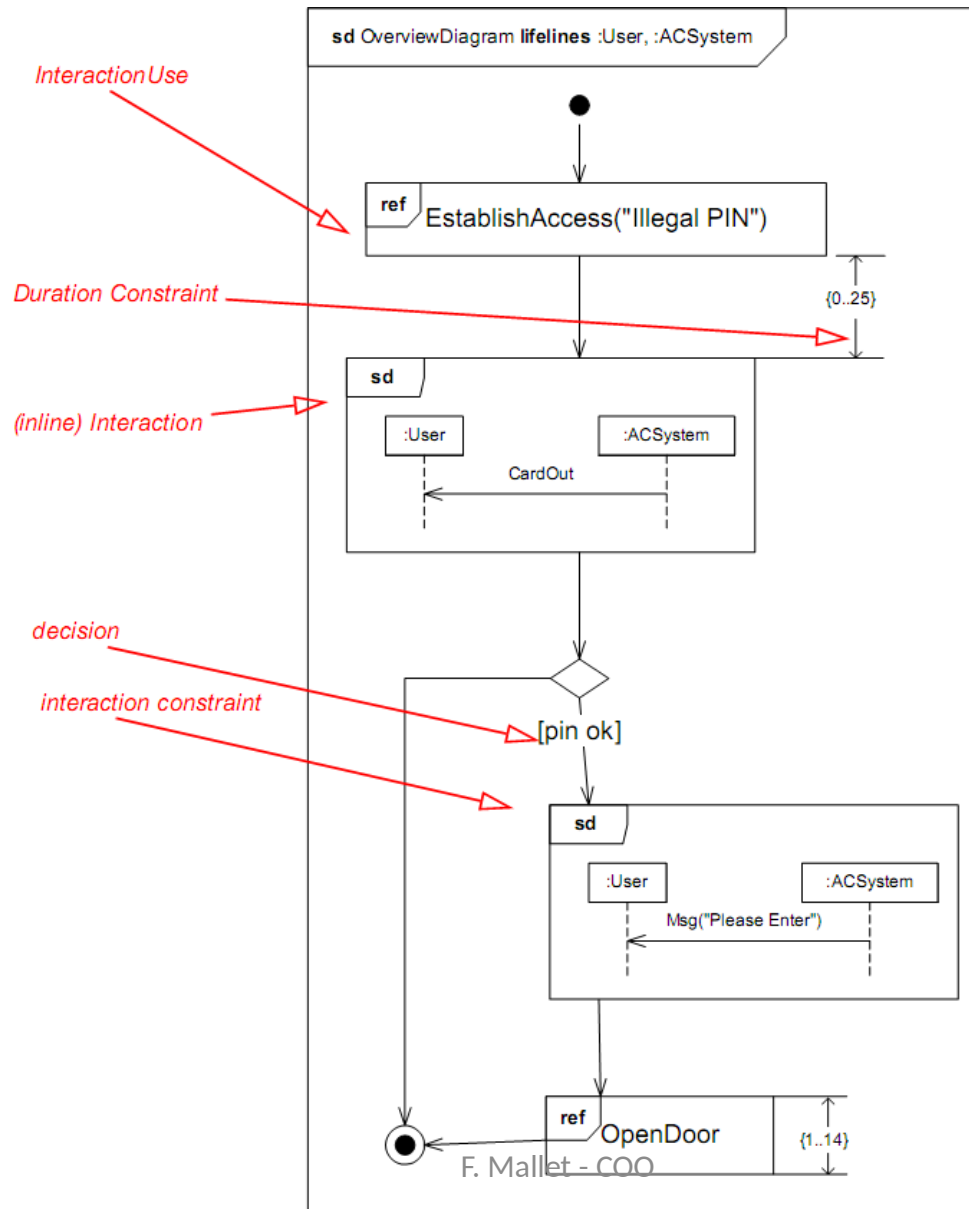 sd OverviewDiagram lifelines :User, :ACSystem
InteractionUse
ref
EstablishAccess("Illegal PIN")
Duration Constraint
{0..25}
sd
(inline) Interaction
:User
:ACSystem
CardOut
decision
interaction constraint
[pin ok]
sd
:User
:ACSystem
Msg("Please Enter")
ref
OpenDoor
{1..14}
F. Mallet - COO